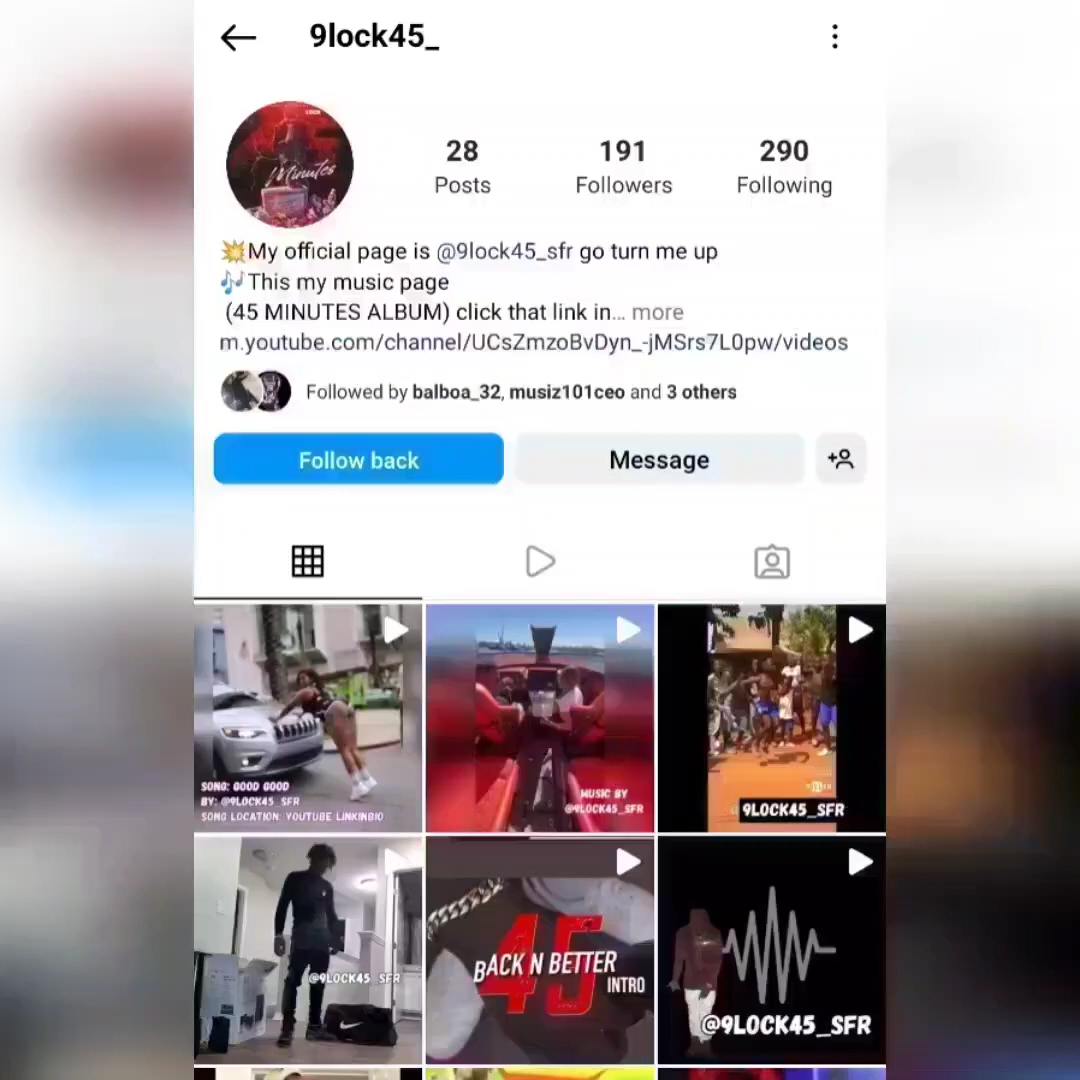 9lock45_
Minutes
28
191
290
Posts
Followers
Following
💥My official page is @9lock45_sfr go turn me up
🎶This my music page
(45 MINUTES ALBUM) click that link in... more
m.youtube.com/channel/UCsZmzoBvDyn_-jMSrs7L0pw/videos
Followed by balboa_32, musiz101ceo and 3 others
Follow back
Message
SONG: GOOD GOOD
BY: @9LOCK45_SFR
SONG LOCATION: YOUTUBE LINKINBIO
MUSIC BY
@9LOCK45_SFR
9LOCK45_SFR
@9LOCK45_SFR
45
BACK N BETTER
INTRO
@9LOCK45_SFR